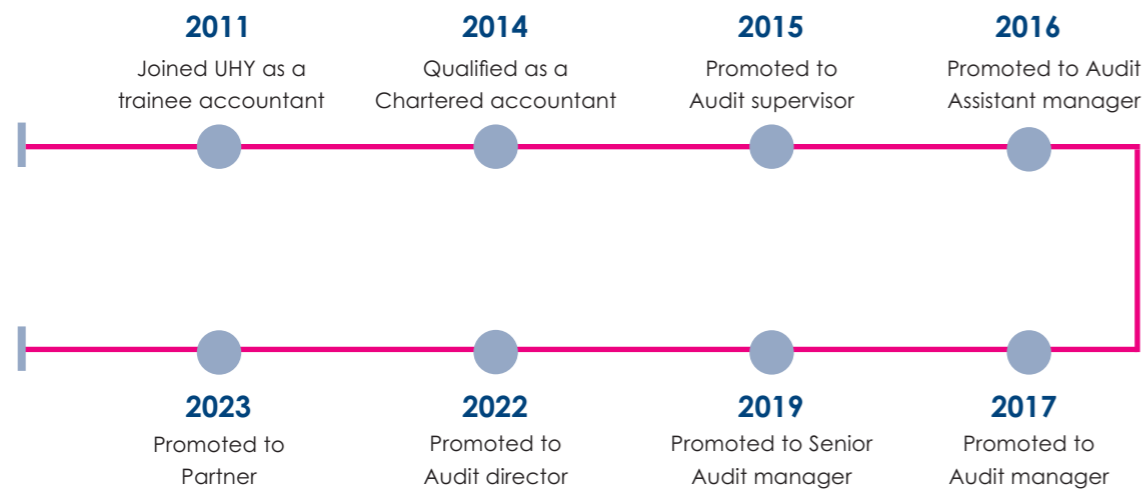 2011
Joined UHY as a
trainee accountant
2014
Qualified as a
Chartered accountant
2015
Promoted to
Audit supervisor
2016
Promoted to Audit
Assistant manager
2017
Promoted to
Audit manager
2019
Promoted to Senior
Audit manager
2022
Promoted to
Audit director
2023
Promoted to
Partner